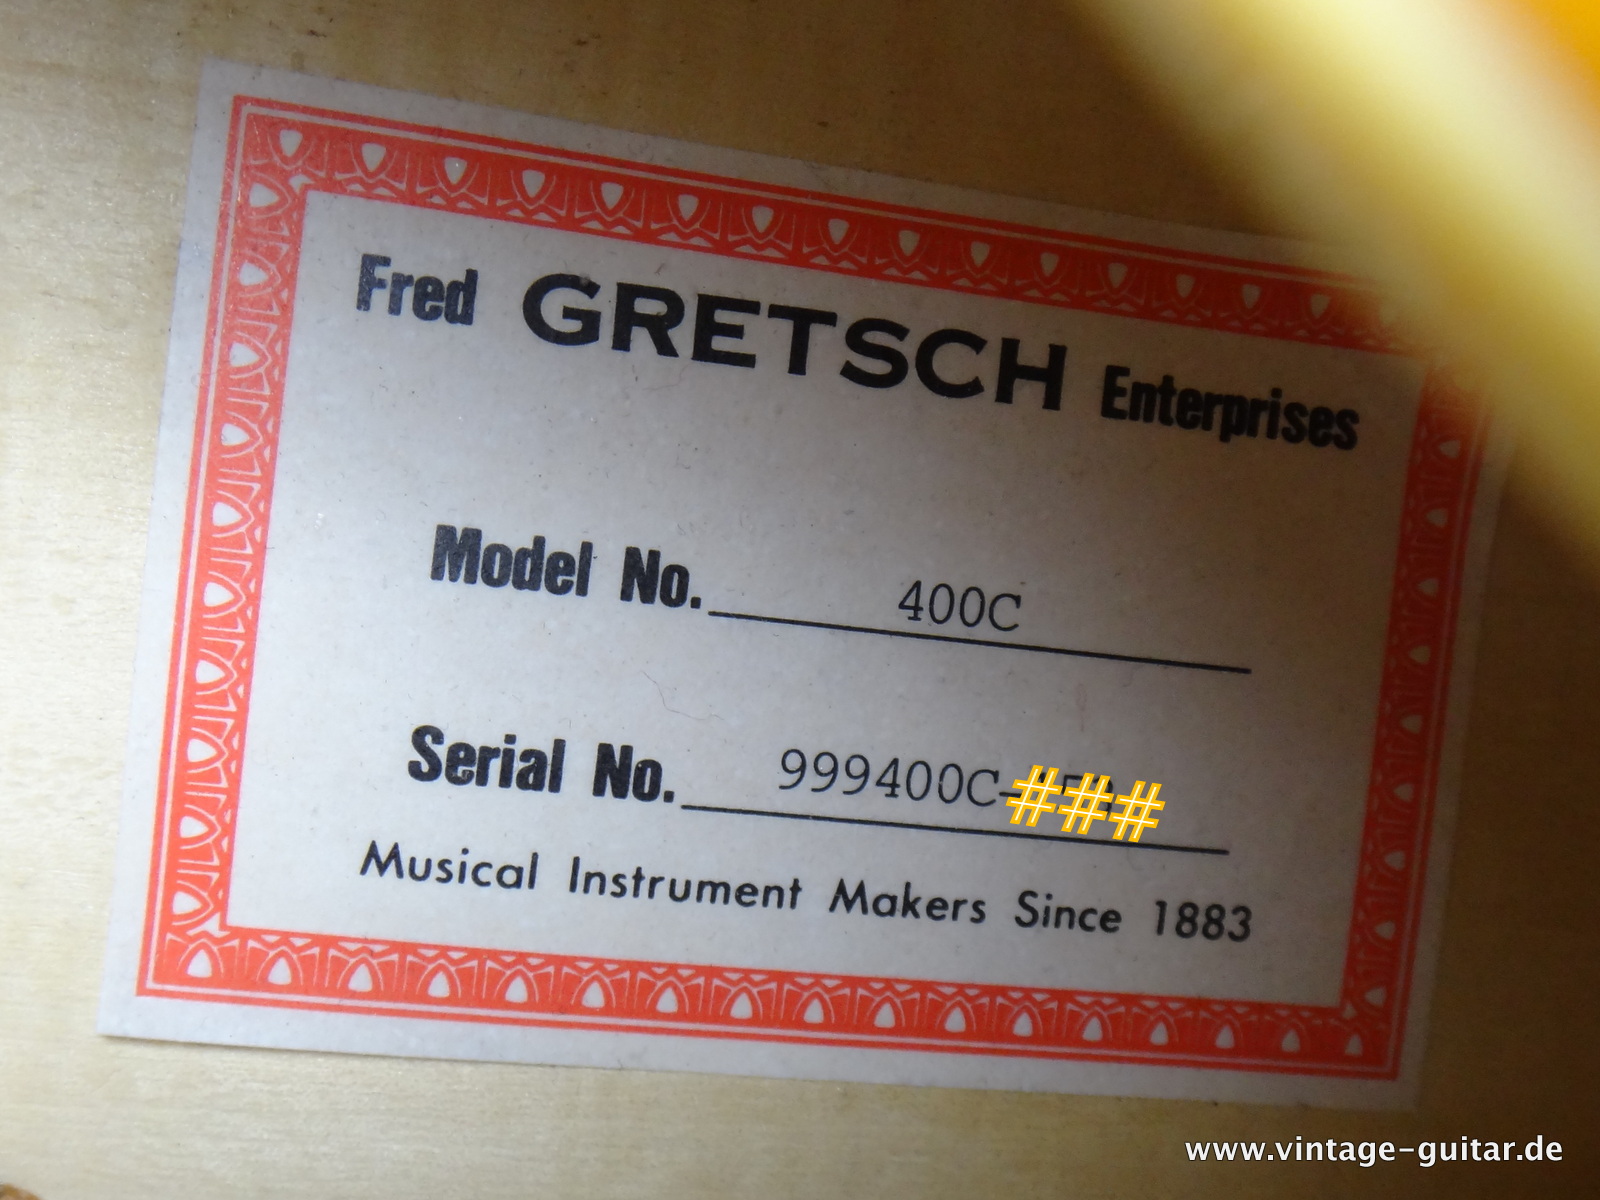 Fred GRETSCH Enterprises
Model No. 400C
Serial No. 999400C-###
Musical Instrument Makers Since 1883
www.vintage-guitar.de